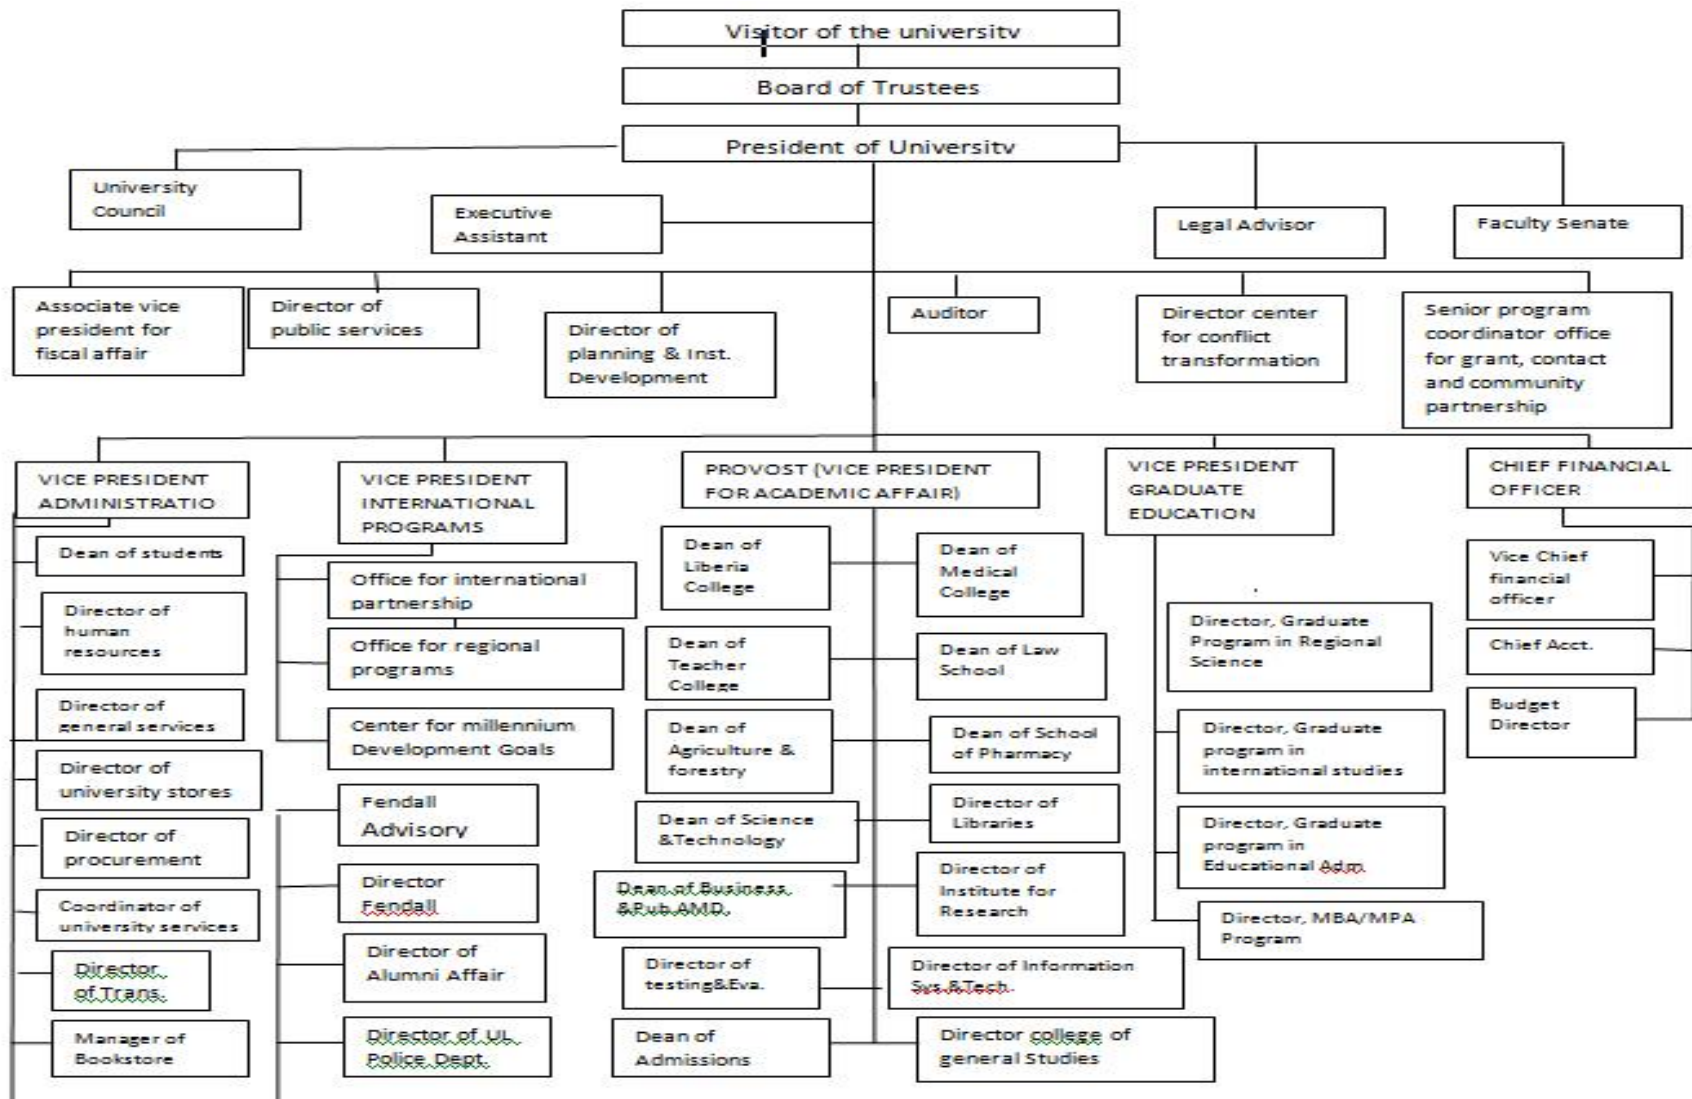 Visitor of the university
Board of Trustees
President of University
University
Council
Executive
Assistant
Legal Advisor
Faculty Senate
Associate vice
president for
fiscal affair
Director of
public services
Director of
planning & Inst.
Development
Auditor
Director center
for conflict
transformation
Senior program
coordinator office
for grant, contact
and community
partnership
VICE PRESIDENT
ADMINISTRATIO
VICE PRESIDENT
INTERNATIONAL
PROGRAMS
PROVOST (VICE PRESIDENT
FOR ACADEMIC AFFAIR)
VICE PRESIDENT
GRADUATE
EDUCATION
CHIEF FINANCIAL
OFFICER
Dean of students
Director of
human
resources
Director of
general services
Director of
university stores
Director of
procurement
Coordinator of
university services
Director
of Trans.
Manager of
Bookstore
Office for international
partnership
Office for regional
programs
Center for millennium
Development Goals
Fendall
Advisory
Director
Fendall
Director of
Alumni Affair
Director of UL
Police Dept.
Dean of
Liberia
College
Dean of
Medical
College
Dean of
Teacher
College
Dean of Law
School
Dean of
Agriculture &
forestry
Dean of School
of Pharmacy
Dean of Science
&Technology
Director of
Libraries
Dean of Business
&Pub.AMD.
Director of
Institute for
Research
Director of
testing&Eva.
Director of Information
Sys.&Tech.
Dean of
Admissions
Director college of
general Studies
Director, Graduate
Program in Regional
Science
Director, Graduate
program in
international studies
Director, Graduate
program in
Educational Adm.
Director, MBA/MPA
Program
Vice Chief
financial
officer
Chief Acct.
Budget
Director